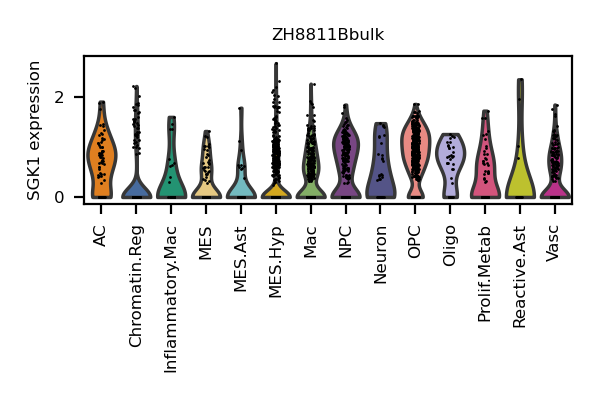 ZH8811Bbulk
SGK1 expression
2
0
AC
Chromatin.Reg
Inflammatory.Mac
MES
MES.Ast
MES.Hyp
Mac
NPC
Neuron
OPC
Oligo
Prolif.Metab
Reactive.Ast
Vasc